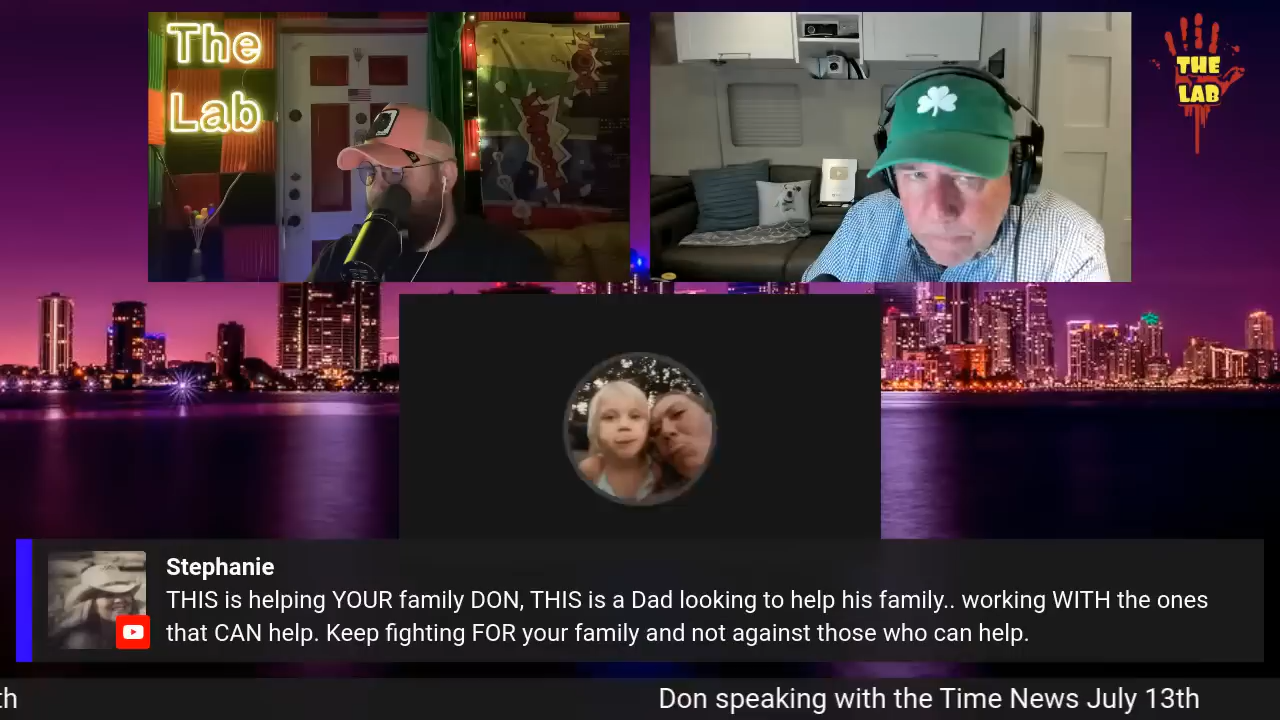 The
Lab
THE
LAB
Stephanie
THIS is helping YOUR family DON, THIS is a Dad looking to help his family.. working WITH the ones
that CAN help. Keep fighting FOR your family and not against those who can help.
th
Don speaking with the Time News July 13th